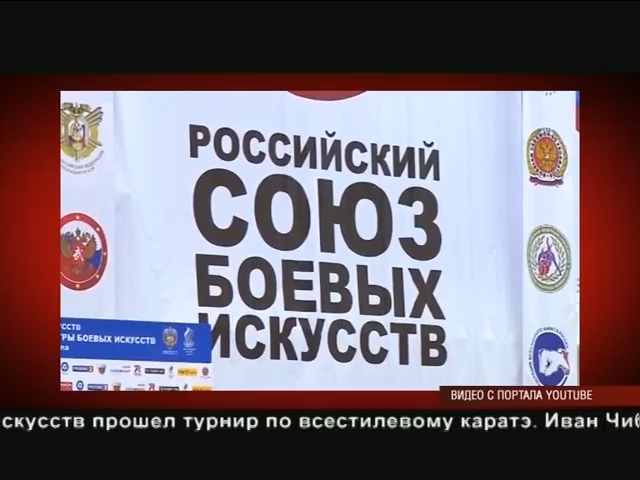 РОССИЙСКИЙ
СОЮЗ
БОЕВЫХ
ИСКУССТВ
БОЕВЫХ ИСКУССТВ
ВИДЕО С ПОРТАЛА YOUTUBE
скусств прошел турнир по всестилевому каратэ. Иван Чиб